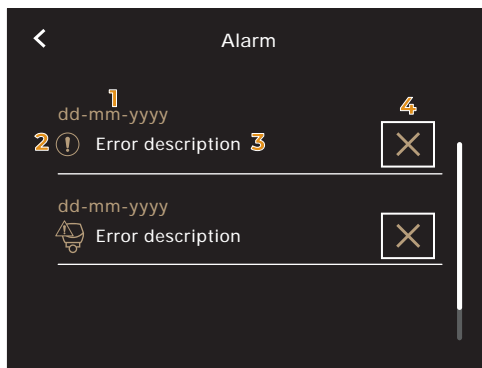 Alarm
1
dd-mm-yyyy
4
2 Error description 3
dd-mm-yyyy
Error description